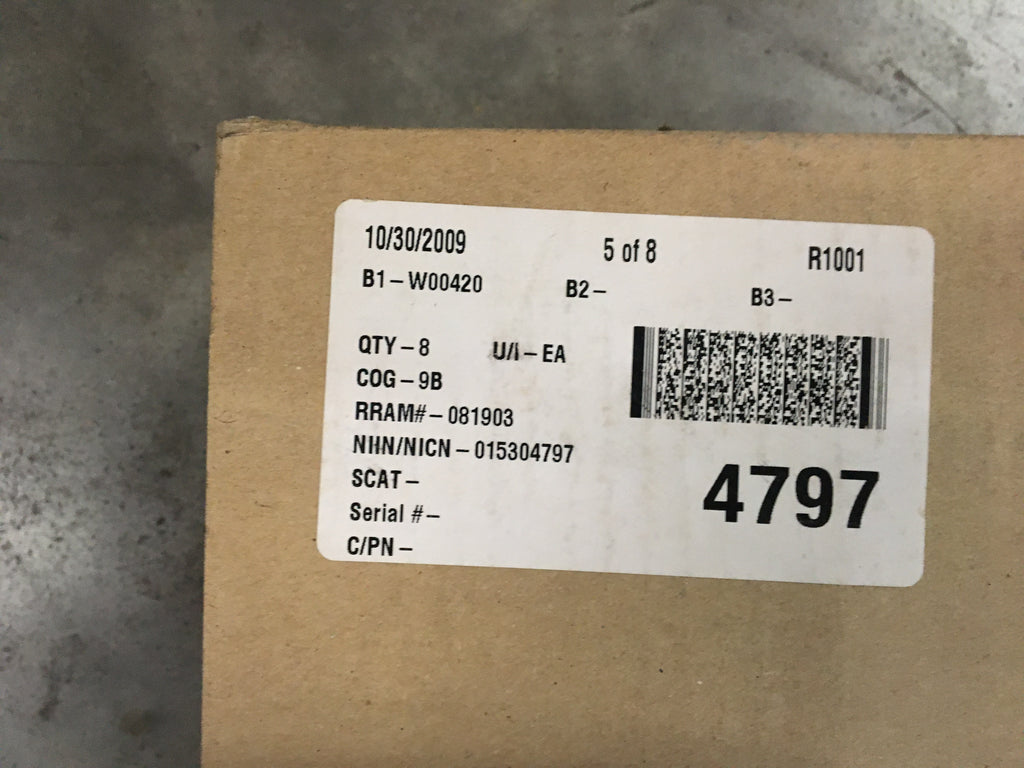 10/30/2009 5 of 8 R1001
B1 – W00420 B2 – B3 –
QTY – 8 U/I – EA
COG – 9B
RRAM# – 081903
NIIN/NICN – 015304797
SCAT –
4797
Serial # –
C/PN –